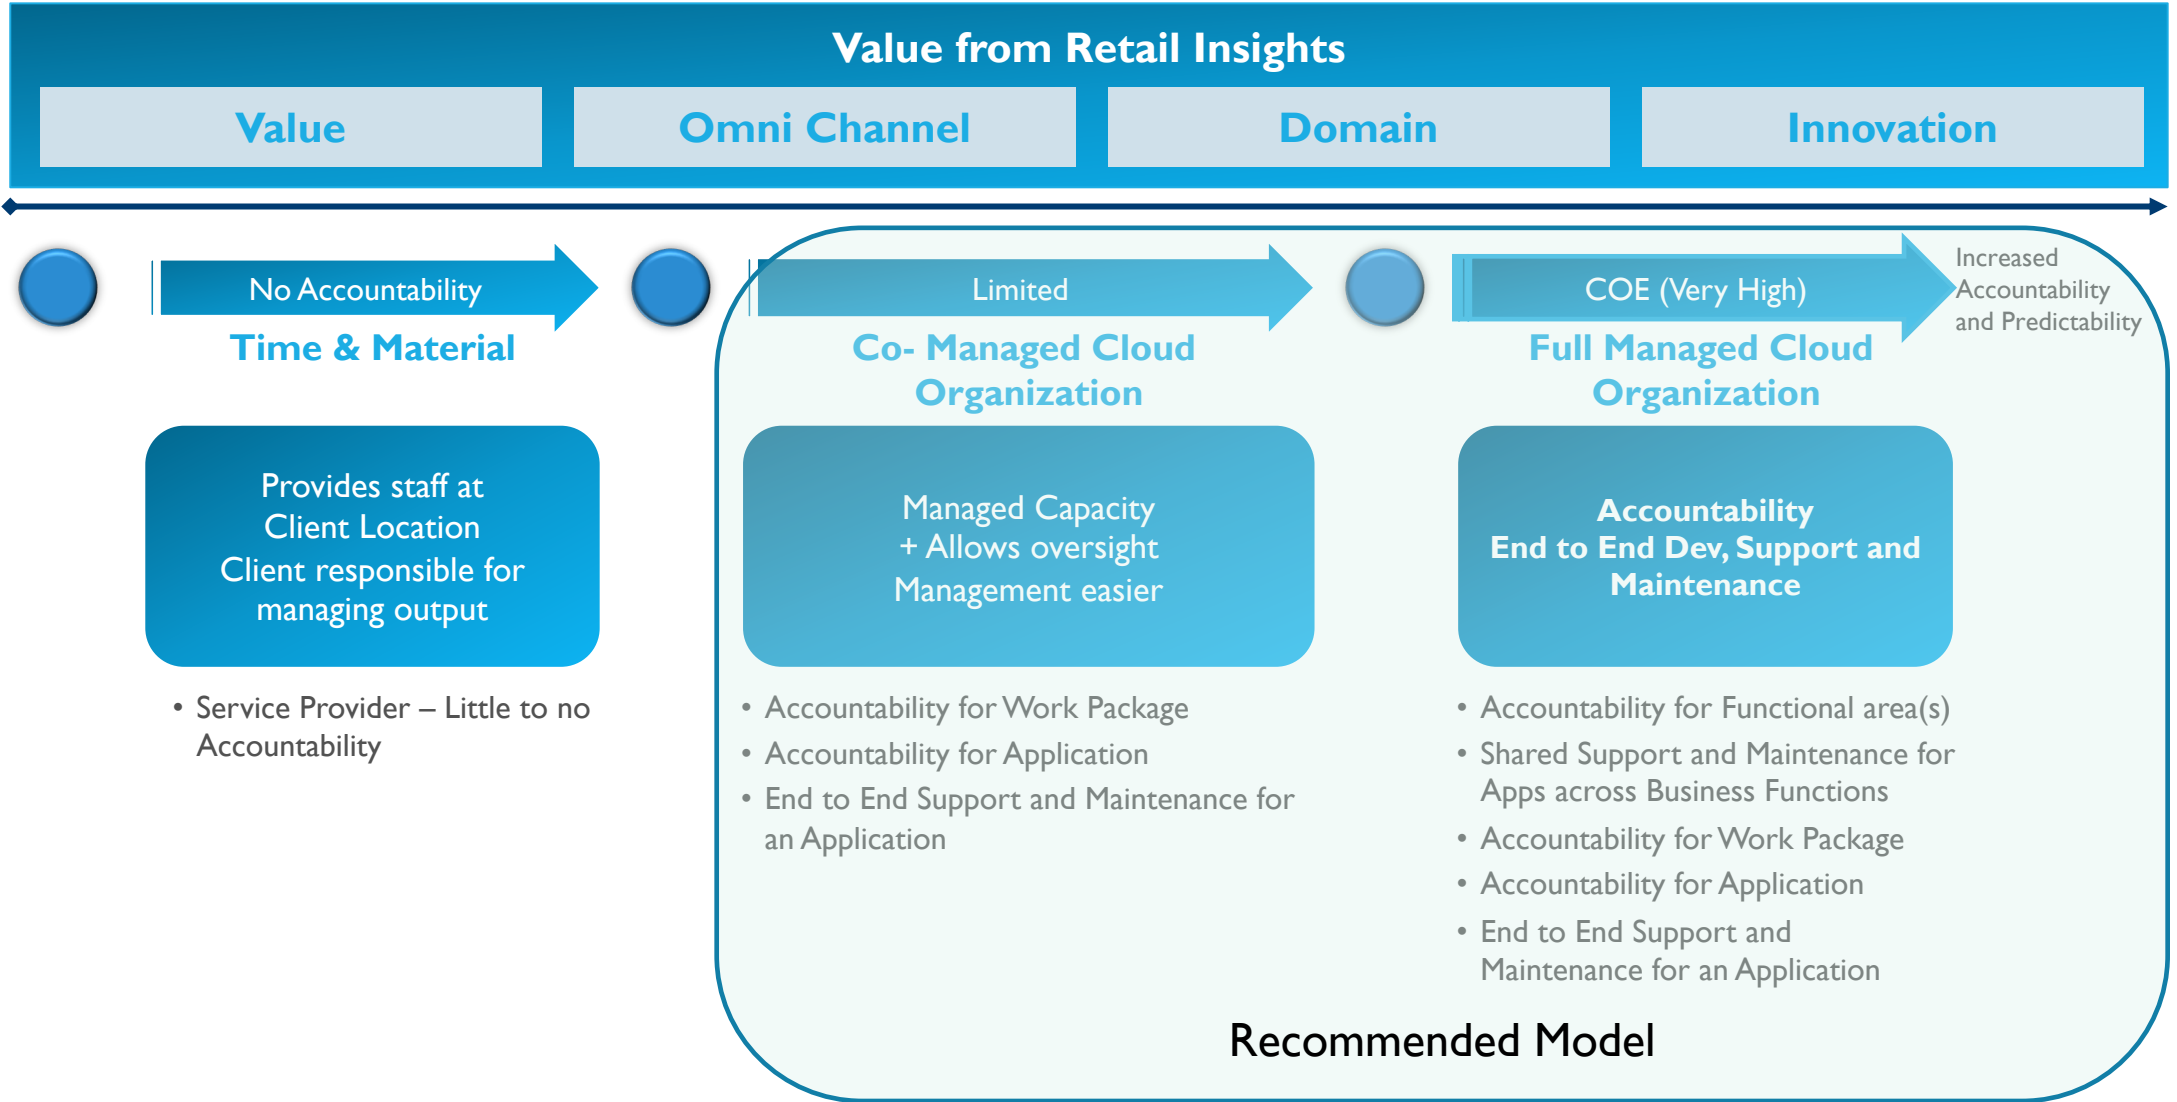 Value from Retail Insights
Value
Omni Channel
Domain
Innovation
No Accountability
Time & Material
Provides staff at
Client Location
Client responsible for
managing output
• Service Provider – Little to no
Accountability
Limited
Co- Managed Cloud
Organization
Managed Capacity
+ Allows oversight
Management easier
• Accountability for Work Package
• Accountability for Application
• End to End Support and Maintenance for
an Application
COE (Very High)
Increased
Accountability
and Predictability
Full Managed Cloud
Organization
Accountability
End to End Dev, Support and
Maintenance
• Accountability for Functional area(s)
• Shared Support and Maintenance for
Apps across Business Functions
• Accountability for Work Package
• Accountability for Application
• End to End Support and
Maintenance for an Application
Recommended Model